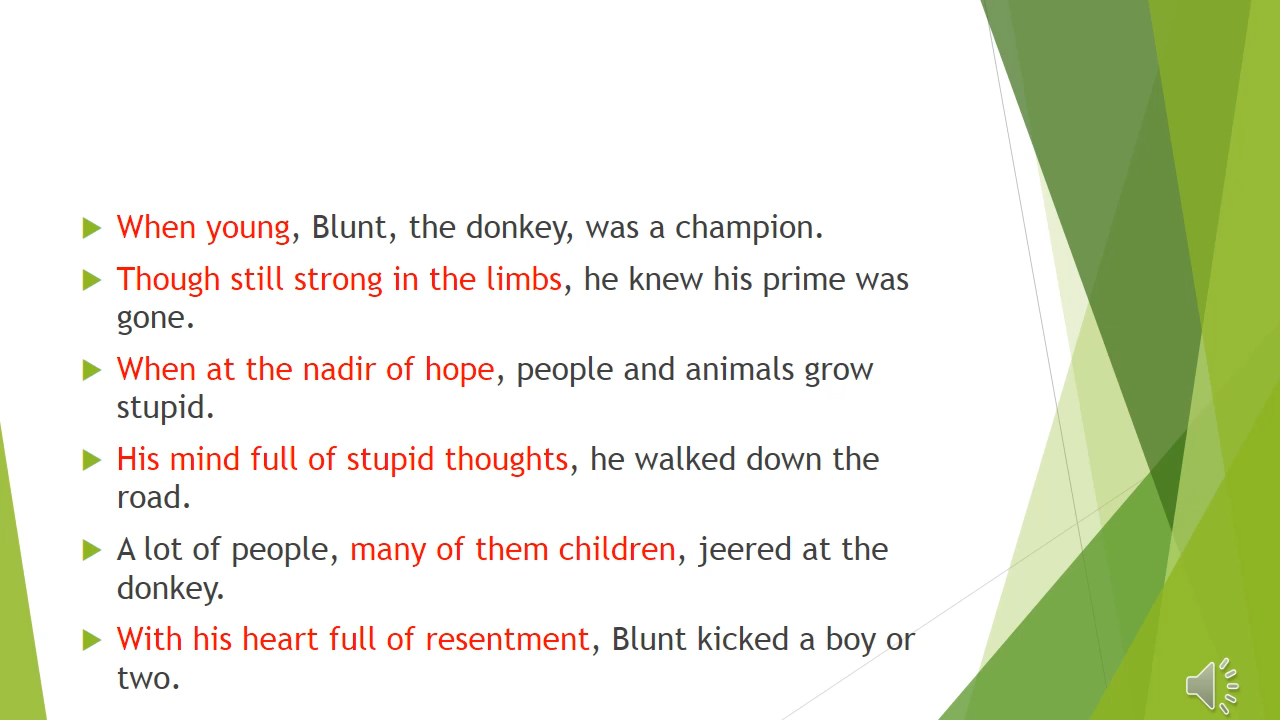 When young, Blunt, the donkey, was a champion.
Though still strong in the limbs, he knew his prime was
gone.
When at the nadir of hope, people and animals grow
stupid.
His mind full of stupid thoughts, he walked down the
road.
A lot of people, many of them children, jeered at the
donkey.
With his heart full of resentment, Blunt kicked a boy or
two.